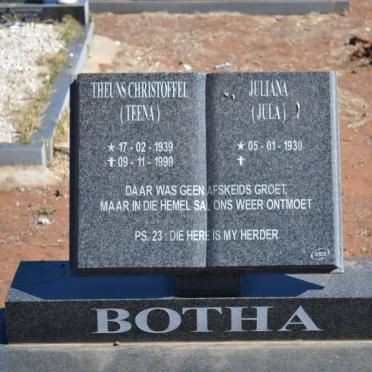 THEUNS CHRISTOFFEL
(TEENA)
★ 17 - 02 - 1939
✝ 09 - 11 - 1999
JULIANA
(JULA)
★ 05 - 01 - 1939
✝
DAAR WAS GEEN AFSKEIDS GROET,
MAAR IN DIE HEMEL SAL ONS WEER ONTMOET
PS. 23 : DIE HERE IS MY HERDER
BOTHA